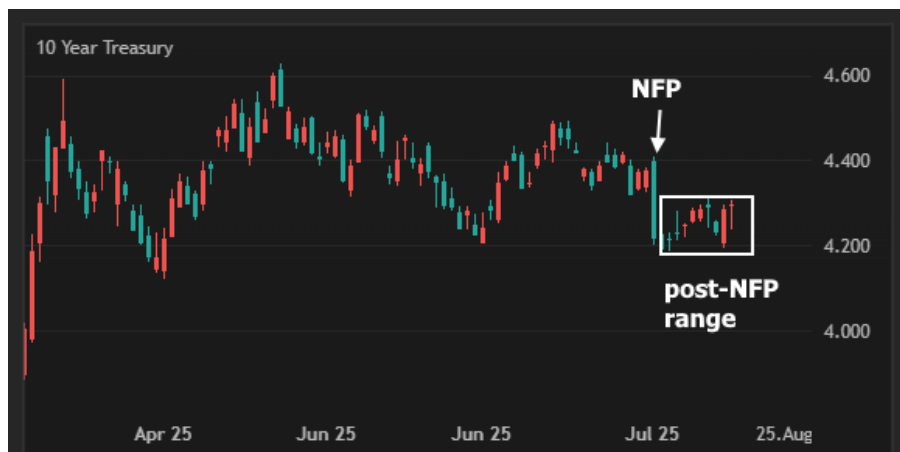 10 Year Treasury
4.600
NFP
4.400
4.200
post-NFP
range
4.000
Apr 25
Jun 25
Jun 25
Jul 25
25.Aug